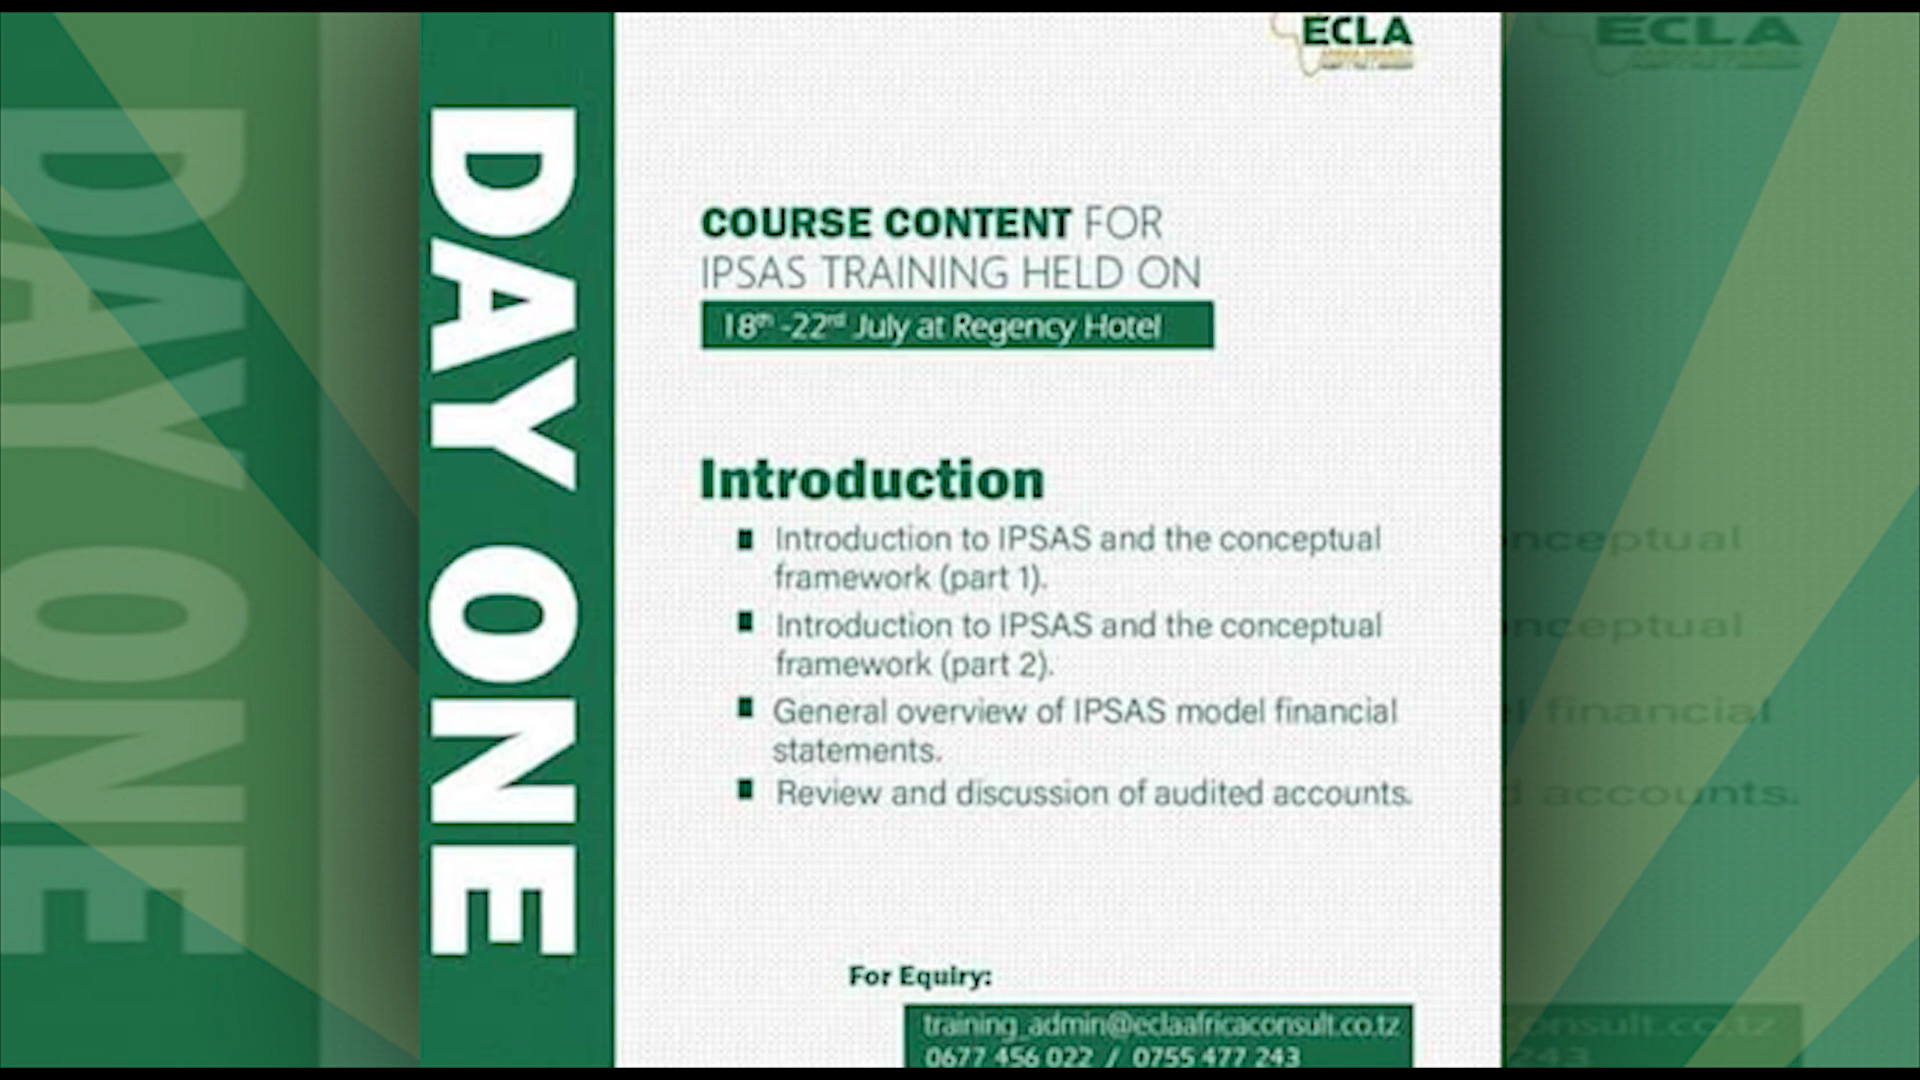 ECLA
DAY ONE
COURSE CONTENT FOR
IPSAS TRAINING HELD ON
18th -22rd July at Regency Hotel
Introduction
Introduction to IPSAS and the conceptual
framework (part 1).
Introduction to IPSAS and the conceptual
framework (part 2).
General overview of IPSAS model financial
statements.
Review and discussion of audited accounts.
For Equiry:
training_admin@eclaafricaconsult.co.tz
0677 456 022 / 0755 477 243